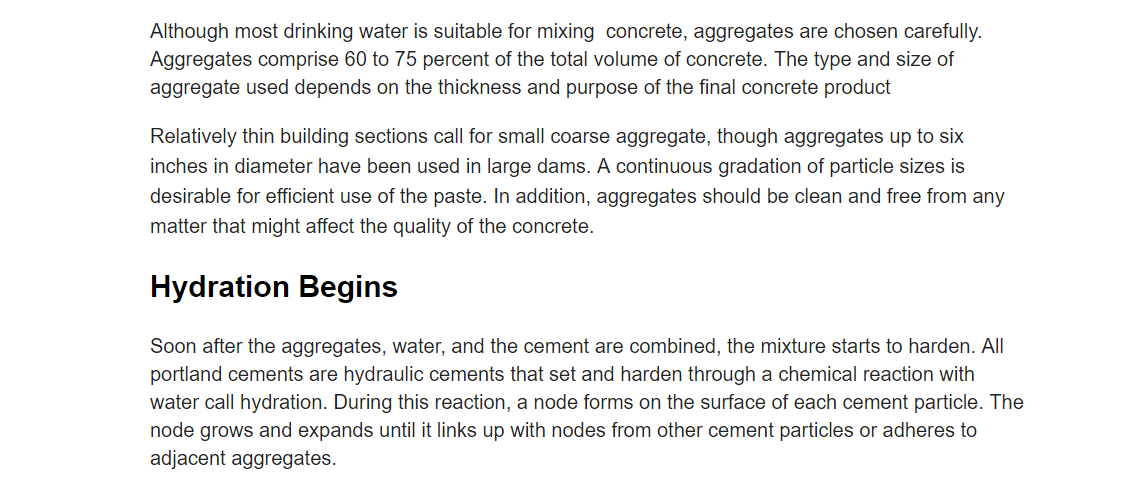 Although most drinking water is suitable for mixing  concrete, aggregates are chosen carefully.
Aggregates comprise 60 to 75 percent of the total volume of concrete. The type and size of
aggregate used depends on the thickness and purpose of the final concrete product
Relatively thin building sections call for small coarse aggregate, though aggregates up to six
inches in diameter have been used in large dams. A continuous gradation of particle sizes is
desirable for efficient use of the paste. In addition, aggregates should be clean and free from any
matter that might affect the quality of the concrete.
Hydration Begins
Soon after the aggregates, water, and the cement are combined, the mixture starts to harden. All
portland cements are hydraulic cements that set and harden through a chemical reaction with
water call hydration. During this reaction, a node forms on the surface of each cement particle. The
node grows and expands until it links up with nodes from other cement particles or adheres to
adjacent aggregates.